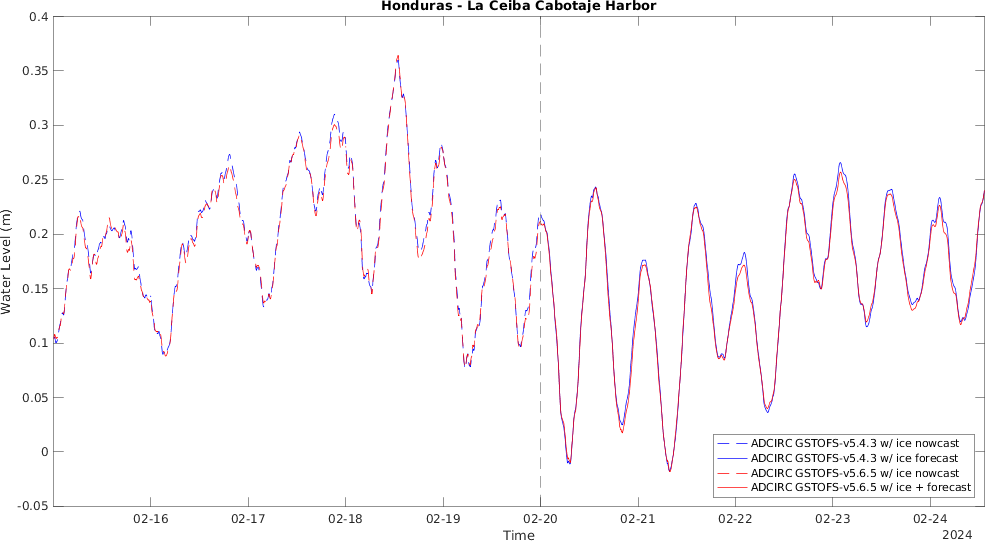 Honduras - La Ceiba Cabotaje Harbor
0.4
0.35
0.3
0.25
0.2
0.15
0.1
0.05
0
-0.05
Water Level (m)
02-16 02-17 02-18 02-19 02-20 02-21 02-22 02-23 02-24
Time
2024
ADCIRC GSTOFS-v5.4.3 w/ ice nowcast
ADCIRC GSTOFS-v5.4.3 w/ ice forecast
ADCIRC GSTOFS-v5.6.5 w/ ice nowcast
ADCIRC GSTOFS-v5.6.5 w/ ice + forecast